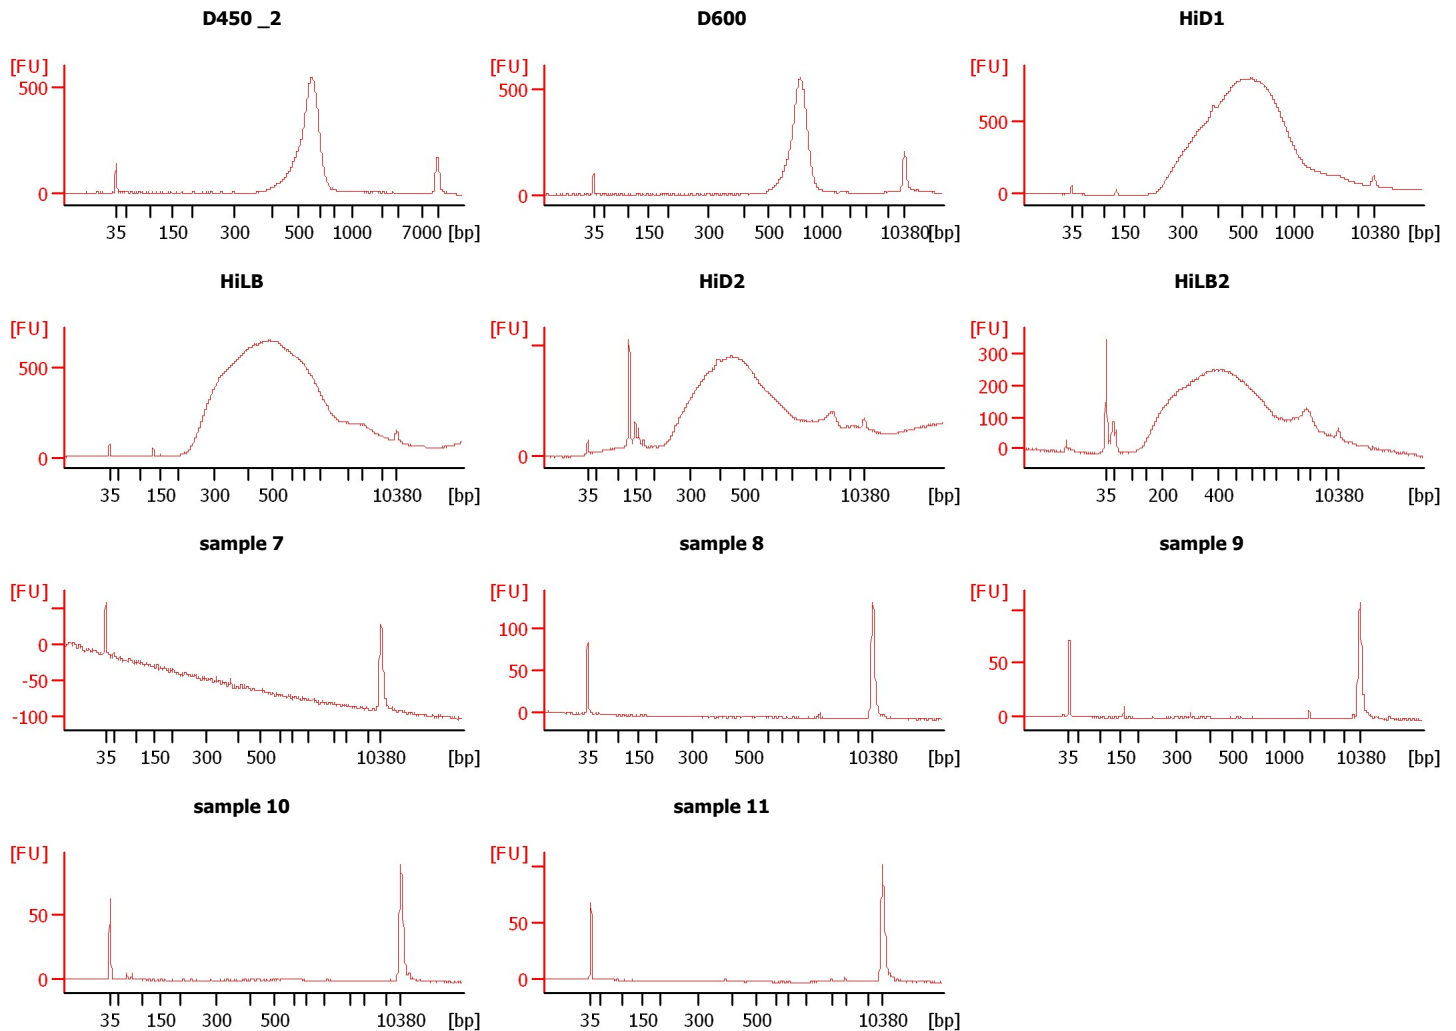 D450 _2
[FU]
500
0
35 150 300 500 1000 7000 [bp]
D600
[FU]
500
0
35 150 300 500 1000 10380[bp]
HiD1
[FU]
500
0
35 150 300 500 1000 10380 [bp]
HiLB
[FU]
500
0
35 150 300 500 10380 [bp]
HiD2
[FU]
0
35 150 300 500 10380 [bp]
HiLB2
[FU]
300
200
100
0
35 200 400 10380 [bp]
sample 7
[FU]
0
-50
-100
35 150 300 500 10380 [bp]
sample 8
[FU]
100
50
0
35 150 300 500 10380 [bp]
sample 9
[FU]
50
0
35 150 300 500 1000 10380 [bp]
sample 10
[FU]
50
0
35 150 300 500 10380 [bp]
sample 11
[FU]
50
0
35 150 300 500 10380 [bp]